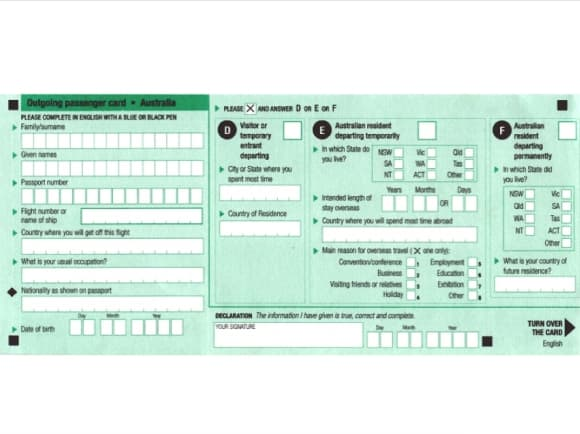 Outgoing passenger card • Australia
PLEASE COMPLETE IN ENGLISH WITH A BLUE OR BLACK PEN
Family/surname
Given names
Passport number
Flight number or
name of ship
Country where you will get off this flight
What is your usual occupation?
Nationality as shown on passport
Day Month Year
Date of birth
PLEASE X AND ANSWER D OR E OR F
D
Visitor or
temporary
entrant
departing
City or State where you
spent most time
Country of Residence
E
Australian resident
departing temporarily
In which State do
you live?
NSW Vic Qld
SA WA Tas
NT ACT Other
Years Months Days
Intended length of
stay overseas
OR
Country where you will spend most time abroad
Main reason for overseas travel (X one only):
Convention/conference 1 Employment 5
Business 2 Education 6
Visiting friends or relatives 3 Exhibition 7
Holiday 4 Other 8
F
Australian
resident
departing
permanently
In which State did
you live?
NSW Vic
Qld SA
WA Tas
NT ACT
Other
What is your country of
future residence?
DECLARATION The information I have given is true, correct and complete.
YOUR SIGNATURE
Day Month Year
TURN OVER
THE CARD
English